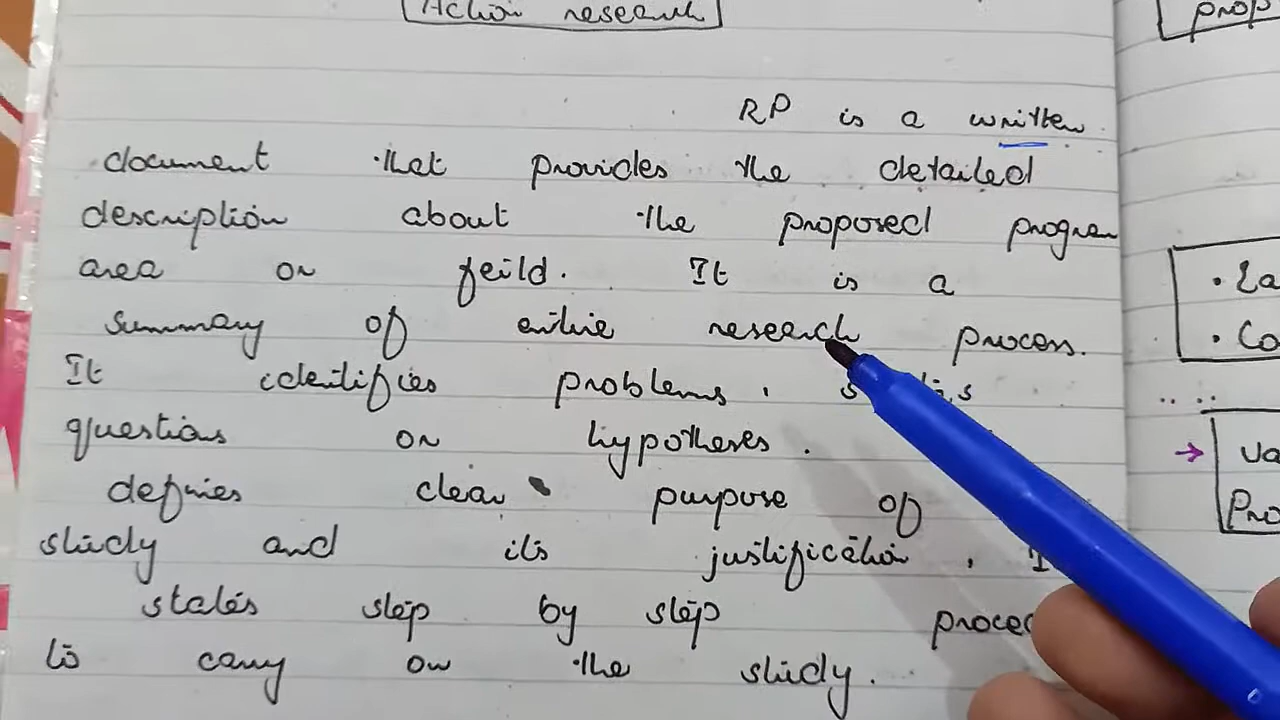 Action research
RP is a written
document that provides the detailed
description about the proposed
area or feild. It is a
summary of entire research process.
It identifies problems,
questions or hypotheses.
defines clear purpose of
study and its justification.
states step by step
to carry on the study.